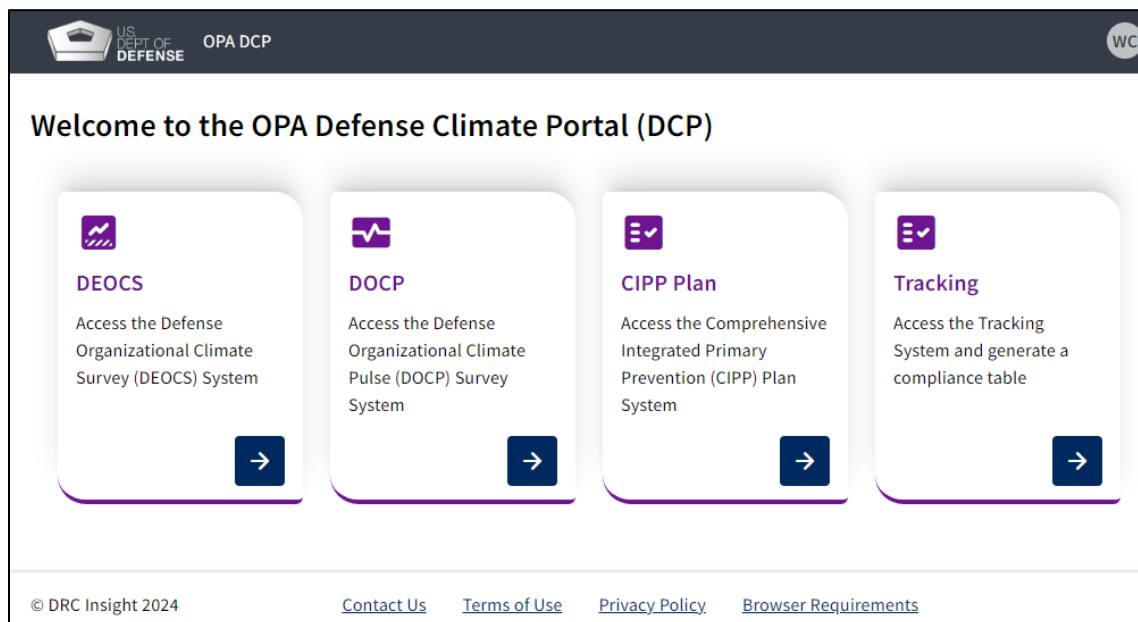 U.S.
DEPT OF
DEFENSE
OPA DCP
WC
Welcome to the OPA Defense Climate Portal (DCP)
DEOCS
Access the Defense
Organizational Climate
Survey (DEOCS) System
DOCP
Access the Defense
Organizational Climate
Pulse (DOCP) Survey
System
CIPP Plan
Access the Comprehensive
Integrated Primary
Prevention (CIPP) Plan
System
Tracking
Access the Tracking
System and generate a
compliance table
© DRC Insight 2024
Contact Us
Terms of Use
Privacy Policy
Browser Requirements